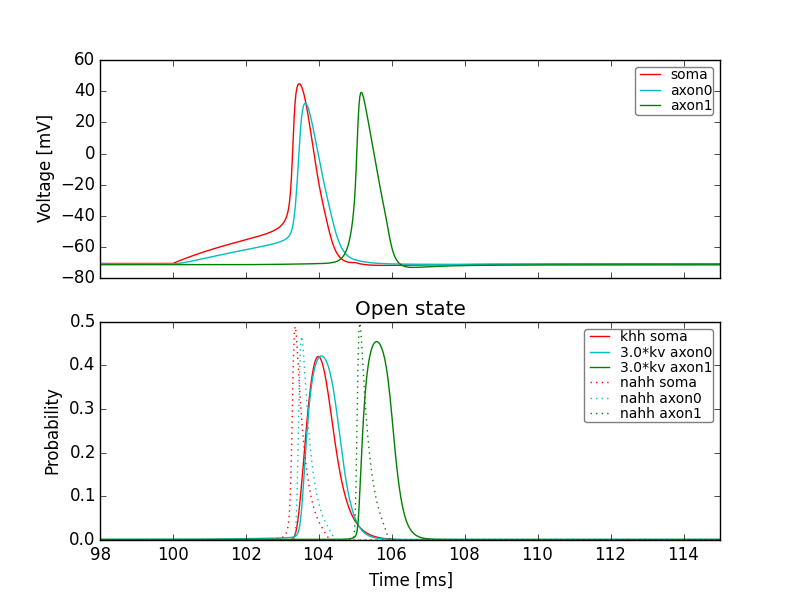 60
40
20
0
−20
−40
−60
−80
Voltage [mV]
soma
axon0
axon1
Open state
0.5
0.4
0.3
0.2
0.1
0.0
Probability
khh soma
3.0*kv axon0
3.0*kv axon1
nahh soma
nahh axon0
nahh axon1
98 100 102 104 106 108 110 112 114
Time [ms]